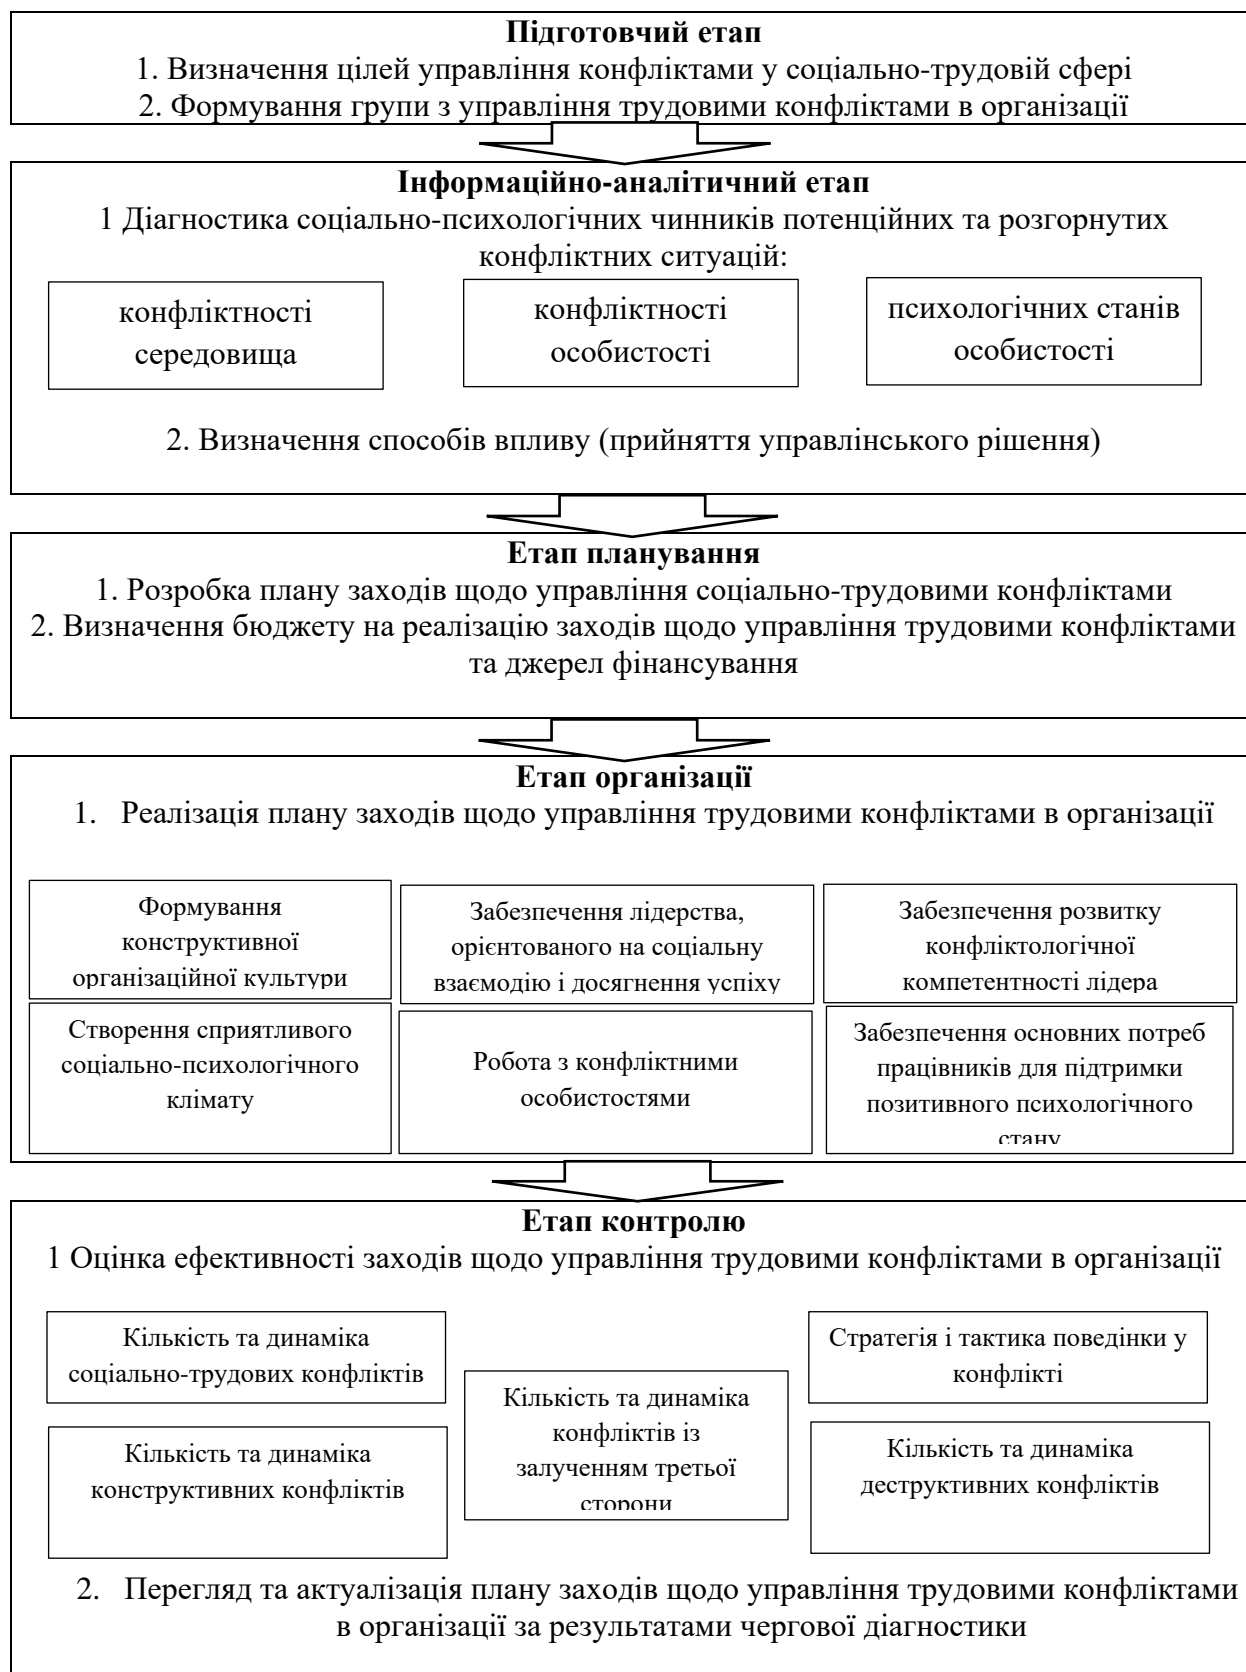 Підготовчий етап
1. Визначення цілей управління конфліктами у соціально-трудовій сфері
2. Формування групи з управління трудовими конфліктами в організації
Інформаційно-аналітичний етап
1 Діагностика соціально-психологічних чинників потенційних та розгорнутих
конфліктних ситуацій:
конфліктності
середовища
конфліктності
особистості
психологічних станів
особистості
2. Визначення способів впливу (прийняття управлінського рішення)
Етап планування
1. Розробка плану заходів щодо управління соціально-трудовими конфліктами
2. Визначення бюджету на реалізацію заходів щодо управління трудовими конфліктами
та джерел фінансування
Етап організації
1. Реалізація плану заходів щодо управління трудовими конфліктами в організації
Формування
конструктивної
організаційної культури
Забезпечення лідерства,
орієнтованого на соціальну
взаємодію і досягнення успіху
Забезпечення розвитку
конфліктологічної
компетентності лідера
Створення сприятливого
соціально-психологічного
клімату
Робота з конфліктними
особистостями
Забезпечення основних потреб
працівників для підтримки
позитивного психологічного
стану
Етап контролю
1 Оцінка ефективності заходів щодо управління трудовими конфліктами в організації
Кількість та динаміка
соціально-трудових конфліктів
Кількість та динаміка
конфліктів із
залученням третьої
сторони
Стратегія і тактика поведінки у
конфлікті
Кількість та динаміка
конструктивних конфліктів
Кількість та динаміка
деструктивних конфліктів
2. Перегляд та актуалізація плану заходів щодо управління трудовими конфліктами
в організації за результатами чергової діагностики